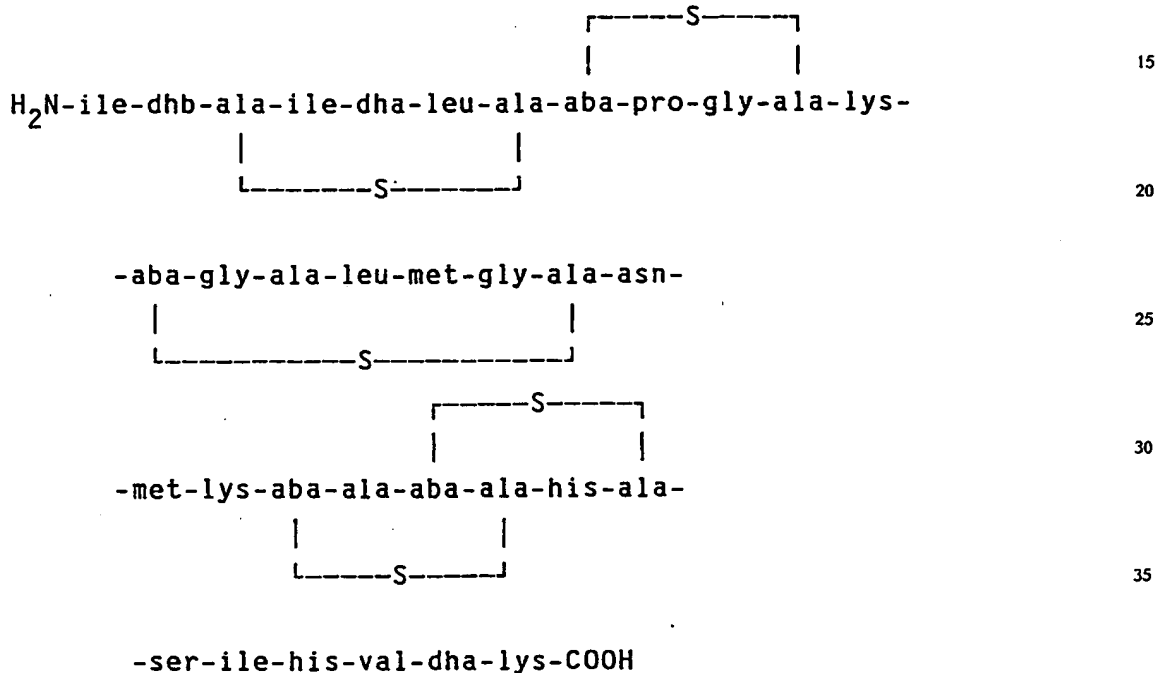 S
15
H2N-ile-dhb-ala-ile-dha-leu-ala-aba-pro-gly-ala-lys-
S
20
-aba-gly-ala-leu-met-gly-ala-asn-
25
S
S
30
-met-lys-aba-ala-aba-ala-his-ala-
S
35
-ser-ile-his-val-dha-lys-COOH